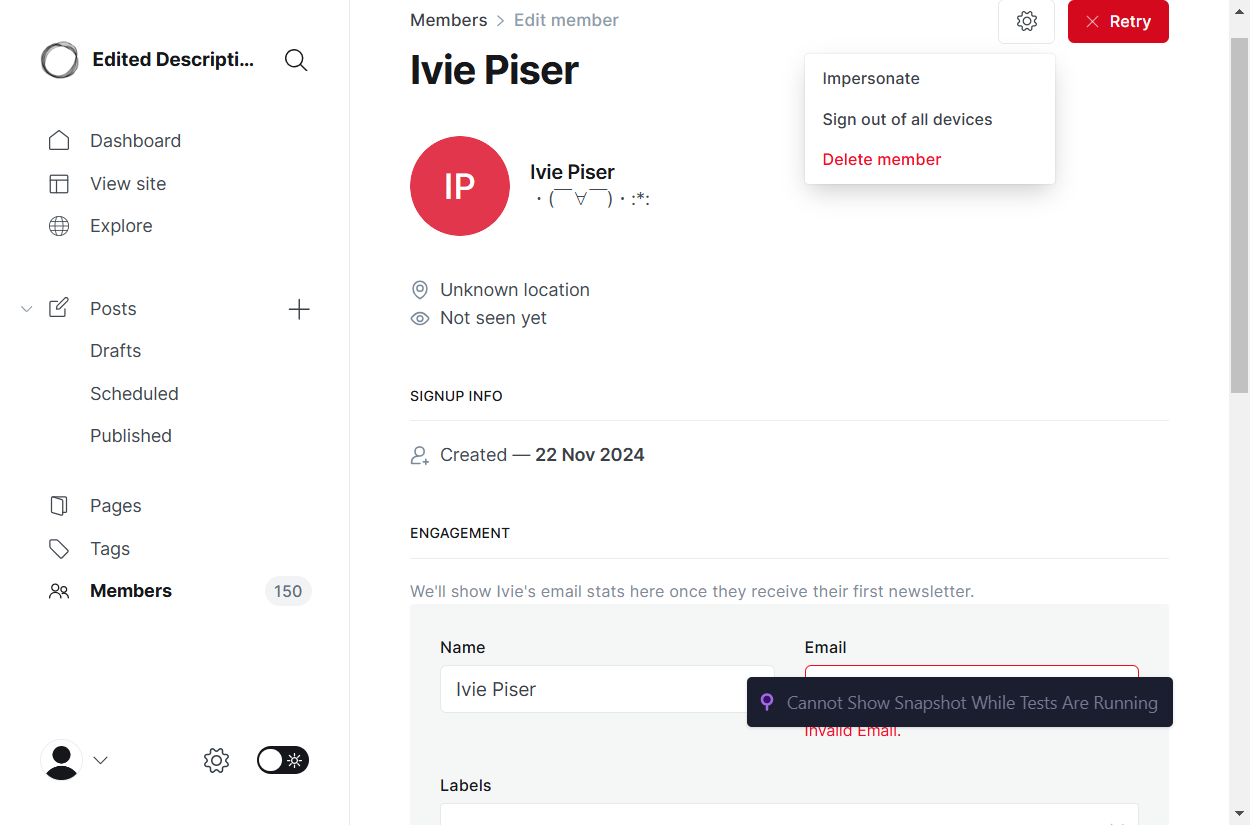 Edited Descripti...
Dashboard
View site
Explore
Posts
Drafts
Scheduled
Published
Pages
Tags
Members
150
Members > Edit member
Retry
Ivie Piser
Impersonate
Sign out of all devices
Delete member
IP
Ivie Piser
・(￣∀￣)・:*:
Unknown location
Not seen yet
SIGNUP INFO
Created — 22 Nov 2024
ENGAGEMENT
We'll show Ivie's email stats here once they receive their first newsletter.
Name
Email
Ivie Piser
Cannot Show Snapshot While Tests Are Running
Invalid Email.
Labels